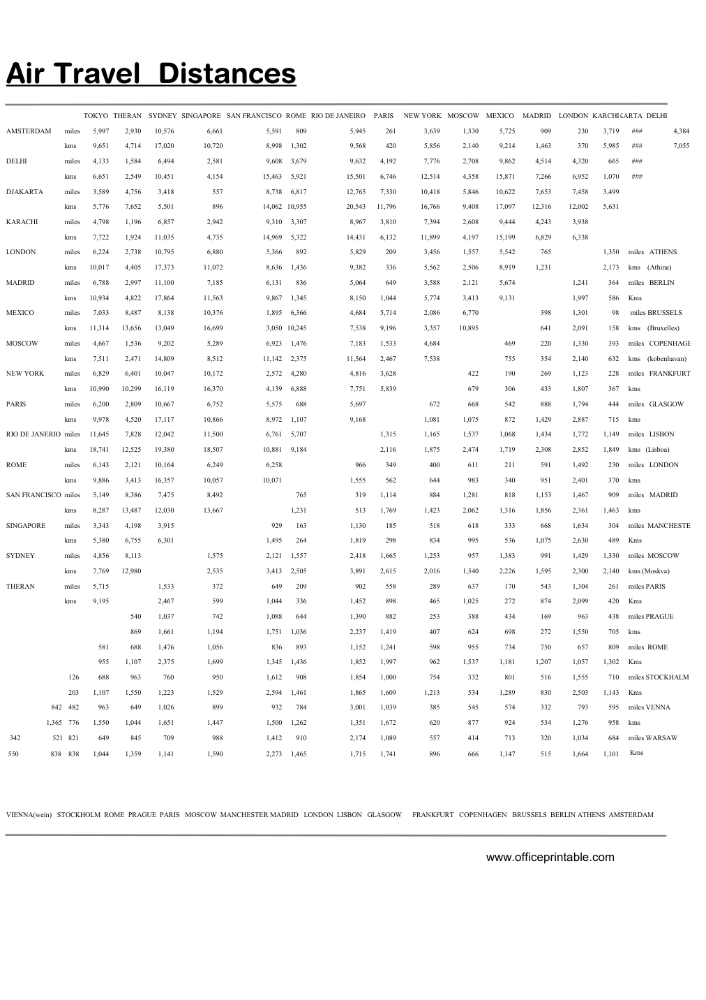 Air Travel Distances
TOKYO THERAN SYDNEY SINGAPORE SAN FRANCISCO ROME RIO DE JANEIRO PARIS NEW YORK MOSCOW MEXICO MADRID LONDON KARCHI KARTA DELHI
AMSTERDAM miles 5,997 2,930 10,576 6,661 5,591 809 5,945 261 3,639 1,330 5,725 909 230 3,719 ### 4,384
kms 9,651 4,714 17,020 10,720 8,998 1,302 9,568 420 5,856 2,140 9,214 1,463 370 5,985 ### 7,055
DELHI miles 4,133 1,584 6,494 2,581 9,608 3,679 9,632 4,192 7,776 2,708 9,862 4,514 4,320 665 ###
kms 6,651 2,549 10,451 4,154 15,463 5,921 15,501 6,746 12,514 4,358 15,871 7,266 6,952 1,070 ###
DJAKARTA miles 3,589 4,756 3,418 557 8,738 6,817 12,765 7,330 10,418 5,846 10,622 7,653 7,458 3,499
kms 5,776 7,652 5,501 896 14,062 10,955 20,543 11,796 16,766 9,408 17,097 12,316 12,002 5,631
KARACHI miles 4,798 1,196 6,857 2,942 9,310 3,307 8,967 3,810 7,394 2,608 9,444 4,243 3,938
kms 7,722 1,924 11,035 4,735 14,969 5,322 14,431 6,132 11,899 4,197 15,199 6,829 6,338
LONDON miles 6,224 2,738 10,795 6,880 5,366 892 5,829 209 3,456 1,557 5,542 765 1,350 miles ATHENS
kms 10,017 4,405 17,373 11,072 8,636 1,436 9,382 336 5,562 2,506 8,919 1,231 2,173 kms (Athina)
MADRID miles 6,788 2,997 11,100 7,185 6,131 836 5,064 649 3,588 2,121 5,674 1,241 364 miles BERLIN
kms 10,934 4,822 17,864 11,563 9,867 1,345 8,150 1,044 5,774 3,413 9,131 1,997 586 Kms
MEXICO miles 7,033 8,487 8,138 10,376 1,895 6,366 4,684 5,714 2,086 6,770 398 1,301 98 miles BRUSSELS
kms 11,314 13,656 13,049 16,699 3,050 10,245 7,538 9,196 3,357 10,895 641 2,091 158 kms (Bruxelles)
MOSCOW miles 4,667 1,536 9,202 5,289 6,923 1,476 7,183 1,533 4,684 469 220 1,330 393 miles COPENHAGE
kms 7,511 2,471 14,809 8,512 11,142 2,375 11,564 2,467 7,538 755 354 2,140 632 kms (kobenhavan)
NEW YORK miles 6,829 6,401 10,047 10,172 2,572 4,280 4,816 3,628 422 190 269 1,123 228 miles FRANKFURT
kms 10,990 10,299 16,119 16,370 4,139 6,888 7,751 5,839 679 306 433 1,807 367 kms
PARIS miles 6,200 2,809 10,667 6,752 5,575 688 5,697 672 668 542 888 1,794 444 miles GLASGOW
kms 9,978 4,520 17,117 10,866 8,972 1,107 9,168 1,081 1,075 872 1,429 2,887 715 kms
RIO DE JANERIO miles 11,645 7,828 12,042 11,500 6,761 5,707 1,315 1,165 1,537 1,068 1,434 1,772 1,149 miles LISBON
kms 18,741 12,525 19,380 18,507 10,881 9,184 2,116 1,875 2,474 1,719 2,308 2,852 1,849 kms (Lisboa)
ROME miles 6,143 2,121 10,164 6,249 6,258 966 349 400 611 211 591 1,492 230 miles LONDON
kms 9,886 3,413 16,357 10,057 10,071 1,555 562 644 983 340 951 2,401 370 kms
SAN FRANCISCO miles 5,149 8,386 7,475 8,492 765 319 1,114 884 1,281 818 1,153 1,467 909 miles MADRID
kms 8,287 13,487 12,030 13,667 1,231 513 1,769 1,423 2,062 1,316 1,856 2,361 1,463 kms
SINGAPORE miles 3,343 4,198 3,915 929 163 1,130 185 518 618 333 668 1,634 304 miles MANCHESTE
kms 5,380 6,755 6,301 1,495 264 1,819 298 834 995 536 1,075 2,630 489 Kms
SYDNEY miles 4,856 8,113 1,575 2,121 1,557 2,418 1,665 1,253 957 1,383 991 1,429 1,330 miles MOSCOW
kms 7,769 12,980 2,535 3,413 2,505 3,891 2,615 2,016 1,540 2,226 1,595 2,300 2,140 kms (Moskva)
THERAN miles 5,715 1,533 372 649 209 902 558 289 637 170 543 1,304 261 miles PARIS
kms 9,195 2,467 599 1,044 336 1,452 898 465 1,025 272 874 2,099 420 Kms
540 1,037 742 1,088 644 1,390 882 253 388 434 169 963 438 miles PRAGUE
869 1,661 1,194 1,751 1,036 2,237 1,419 407 624 698 272 1,550 705 kms
581 688 1,476 1,056 836 893 1,152 1,241 598 955 734 750 657 809 miles ROME
955 1,107 2,375 1,699 1,345 1,436 1,852 1,997 962 1,537 1,181 1,207 1,057 1,302 Kms
126 688 963 760 950 1,612 908 1,854 1,000 754 332 801 516 1,555 710 miles STOCKHALM
203 1,107 1,550 1,223 1,529 2,594 1,461 1,865 1,609 1,213 534 1,289 830 2,503 1,143 Kms
842 482 963 649 1,026 899 932 784 3,001 1,039 385 545 574 332 793 595 miles VENNA
1,365 776 1,550 1,044 1,651 1,447 1,500 1,262 1,351 1,672 620 877 924 534 1,276 958 kms
342 521 821 649 845 709 988 1,412 910 2,174 1,089 557 414 713 320 1,034 684 miles WARSAW
550 838 838 1,044 1,359 1,141 1,590 2,273 1,465 1,715 1,741 896 666 1,147 515 1,664 1,101 Kms
VIENNA(wein) STOCKHOLM ROME PRAGUE PARIS MOSCOW MANCHESTER MADRID LONDON LISBON GLASGOW FRANKFURT COPENHAGEN BRUSSELS BERLIN ATHENS AMSTERDAM
www.officeprintable.com